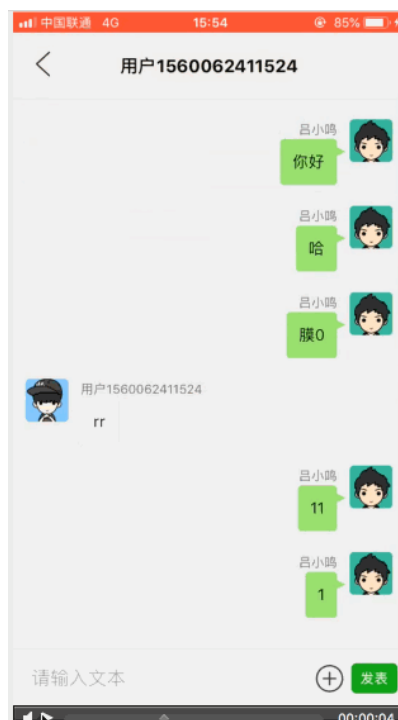 中国联通 4G 15:54 85%
用户1560062411524
吕小鸣
你好
吕小鸣
哈
吕小鸣
膜0
用户1560062411524
rr
吕小鸣
11
吕小鸣
1
请输入文本 发表
00:00:04